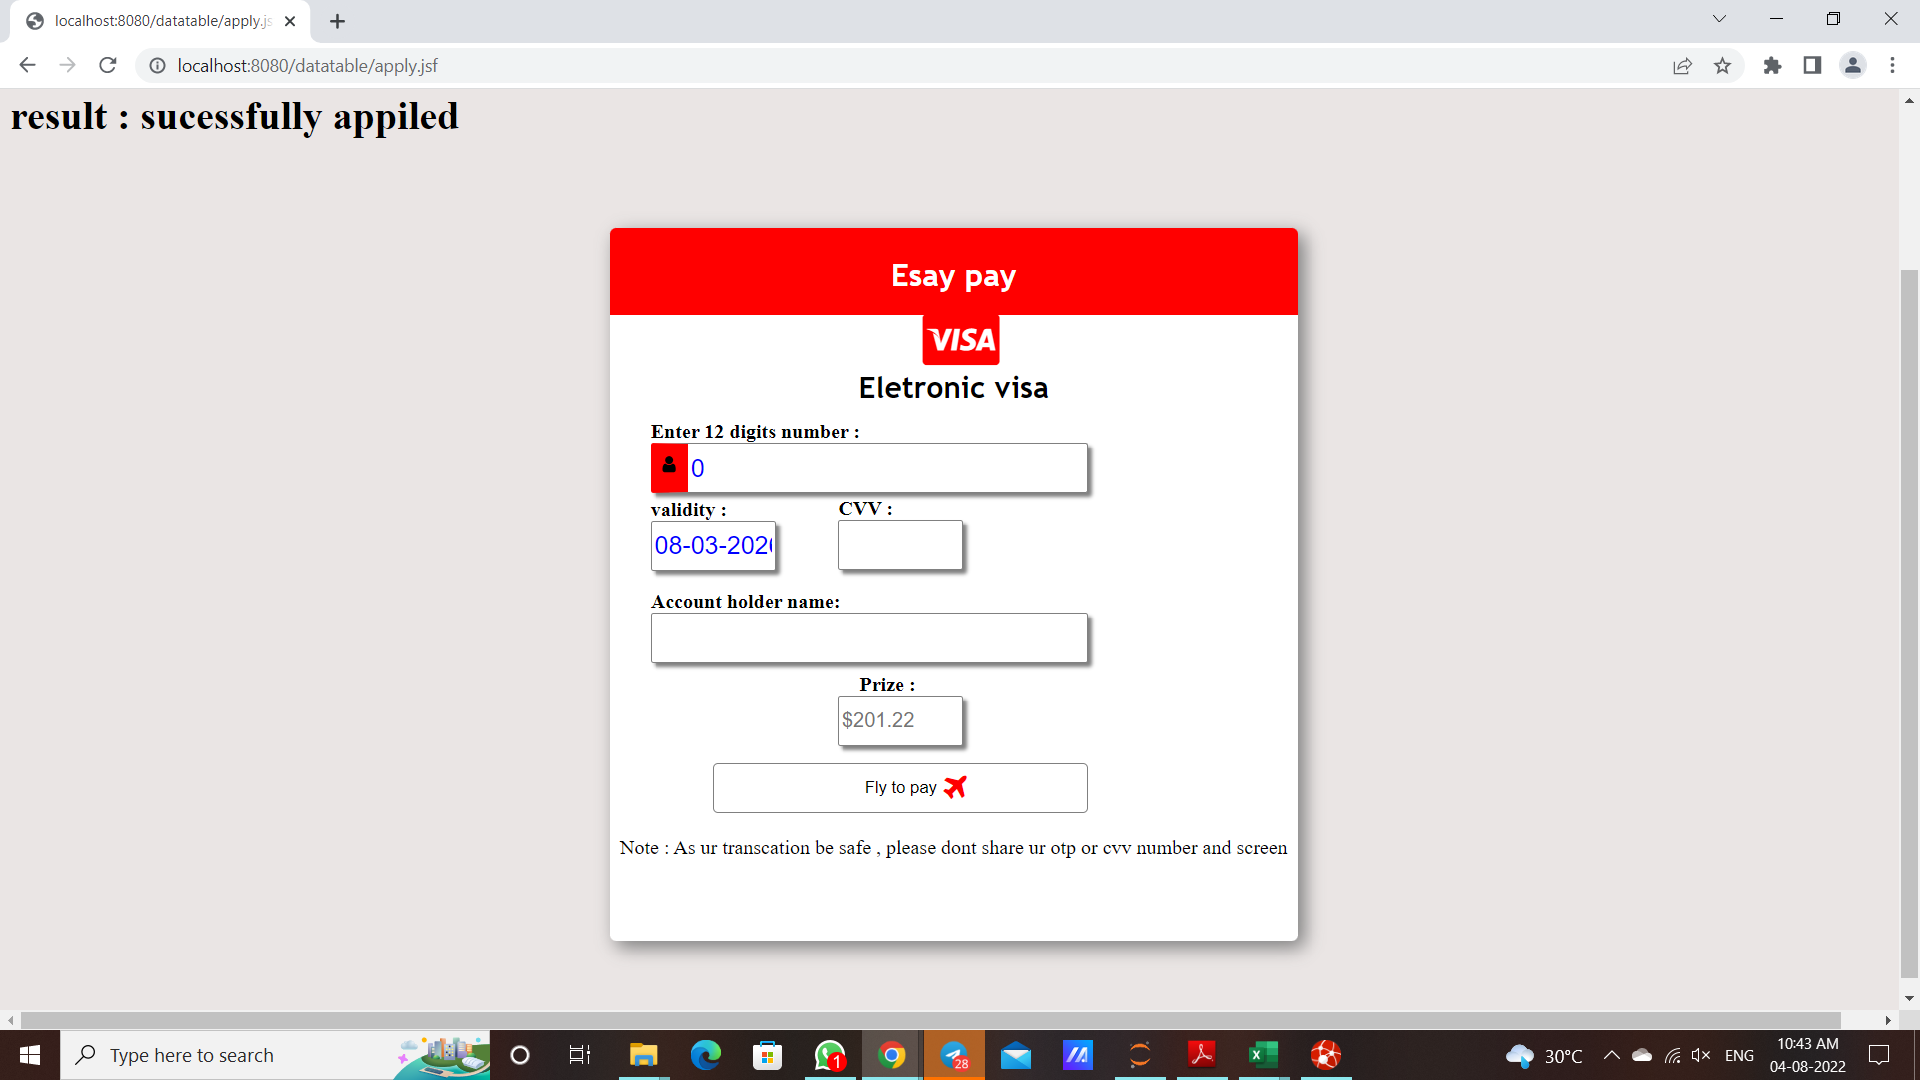 localhost:8080/datatable/apply.js
localhost:8080/datatable/apply.jsf
result : sucessfully appiled
Esay pay
VISA
Eletronic visa
Enter 12 digits number :
0
validity :
CVV :
08-03-202
Account holder name:
Prize :
$201.22
Fly to pay
Note : As ur transcation be safe , please dont share ur otp or cvv number and screen
Type here to search
1
28
30°C
ENG
10:43 AM
04-08-2022